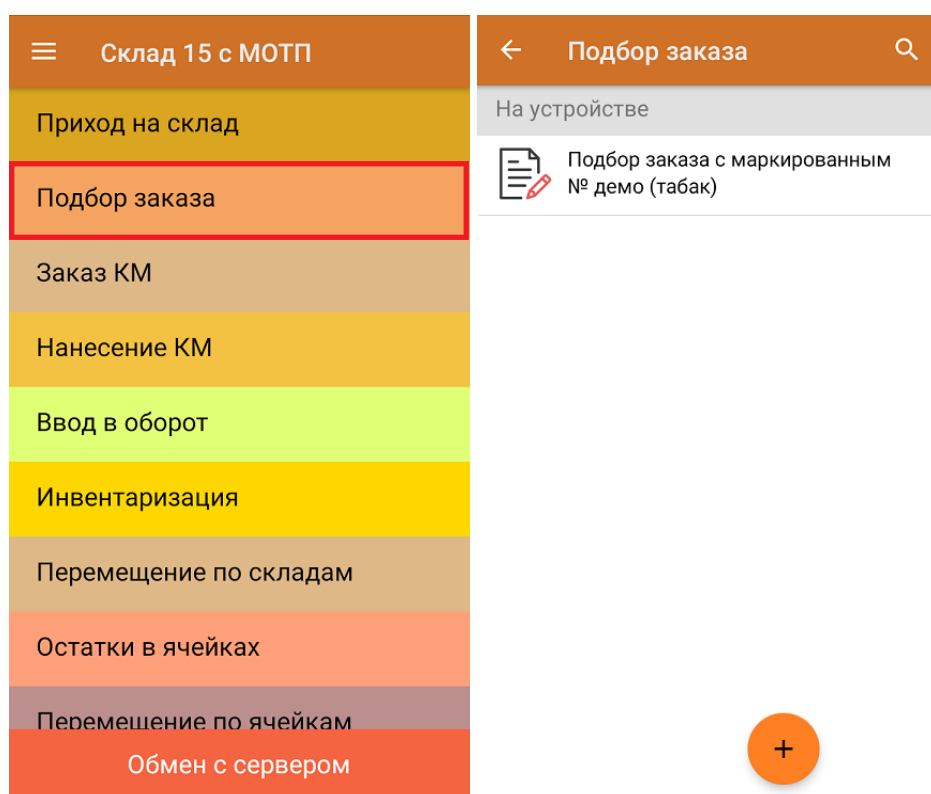 Склад 15 с МОТП
Приход на склад
Подбор заказа
Заказ КМ
Нанесение КМ
Ввод в оборот
Инвентаризация
Перемещение по складам
Остатки в ячейках
Перемещение по ячейкам
Обмен с сервером
Подбор заказа
На устройстве
Подбор заказа с маркированным
№ демо (табак)
+